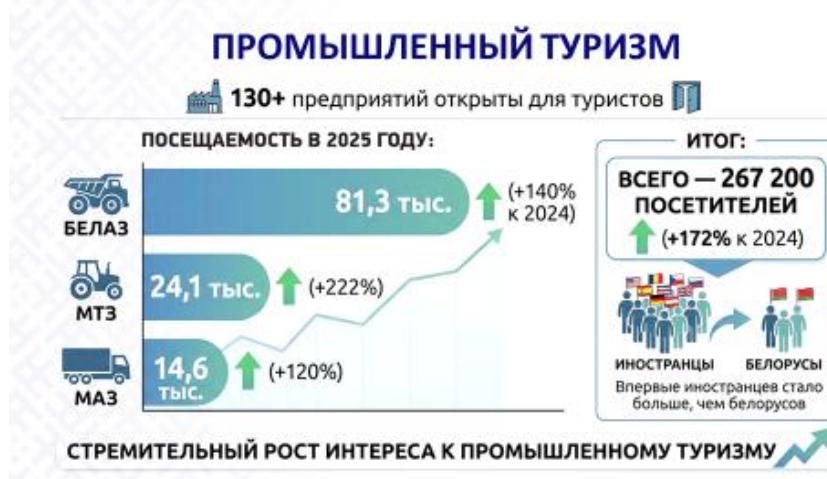 ПРОМЫШЛЕННЫЙ ТУРИЗМ
130+ предприятий открыты для туристов
ПОСЕЩАЕМОСТЬ В 2025 ГОДУ:
БЕЛАЗ
81,3 тыс.
(+140%
к 2024)
МТЗ
24,1 тыс.
(+222%)
МАЗ
14,6
тыс.
(+120%)
ИТОГ:
ВСЕГО — 267 200
ПОСЕТИТЕЛЕЙ
(+172% к 2024)
ИНОСТРАНЦЫ
БЕЛОРУСЫ
Впервые иностранцев стало
больше, чем белорусов
СТРЕМИТЕЛЬНЫЙ РОСТ ИНТЕРЕСА К ПРОМЫШЛЕННОМУ ТУРИЗМУ